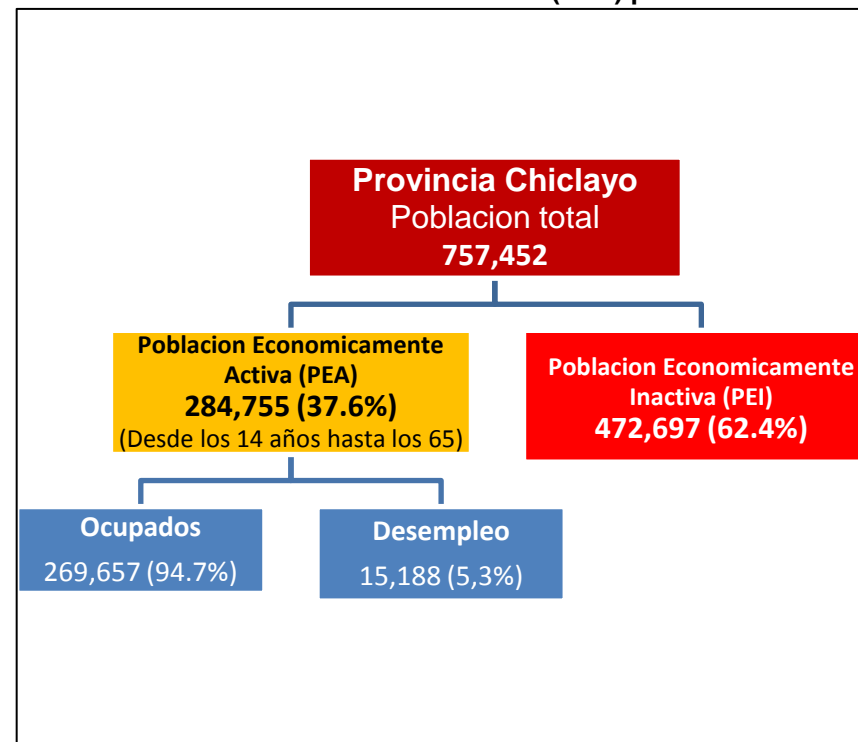 Provincia Chiclayo
Poblacion total
757,452
Poblacion Economicamente
Activa (PEA)
284,755 (37.6%)
(Desde los 14 años hasta los 65)
Poblacion Economicamente
Inactiva (PEI)
472,697 (62.4%)
Ocupados
269,657 (94.7%)
Desempleo
15,188 (5,3%)